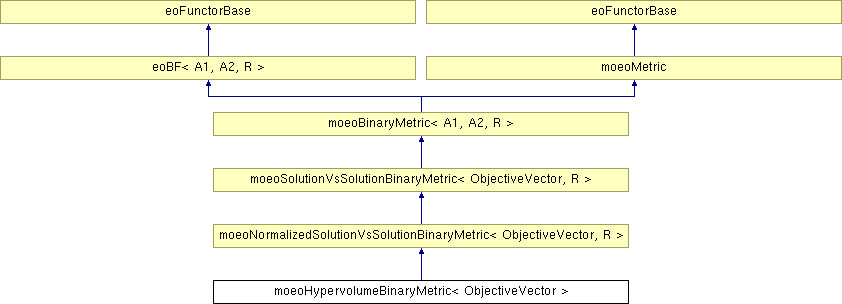 eoFunctorBase
eoFunctorBase
eoBF< A1, A2, R >
moeoMetric
moeoBinaryMetric< A1, A2, R >
moeoSolutionVsSolutionBinaryMetric< ObjectiveVector, R >
moeoNormalizedSolutionVsSolutionBinaryMetric< ObjectiveVector, R >
moeoHypervolumeBinaryMetric< ObjectiveVector >